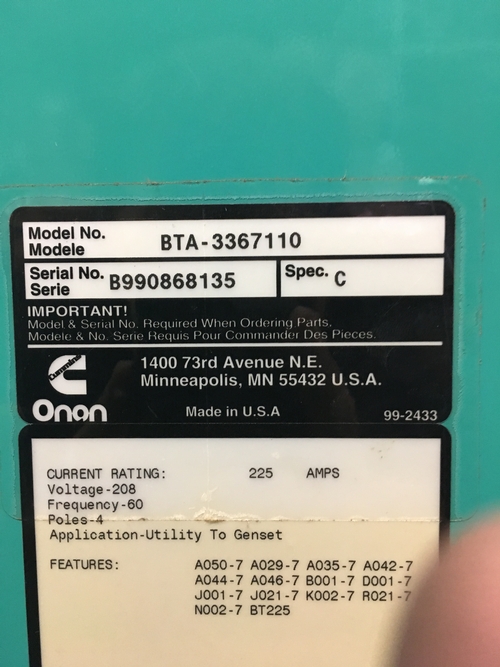 Model No.
Modele
BTA-3367110
Serial No.
Serie
B990868135
Spec. C
IMPORTANT!
Model & Serial No. Required When Ordering Parts.
Modele & No. Serie Requis Pour Commander Des Pieces.
Cummins
1400 73rd Avenue N.E.
Minneapolis, MN 55432 U.S.A.
Onan
Made in U.S.A
99-2433
CURRENT RATING: 225 AMPS
Voltage-208
Frequency-60
Poles-4
Application-Utility To Genset
FEATURES: A050-7 A029-7 A035-7 A042-7
A044-7 A046-7 B001-7 D001-7
J001-7 J021-7 K002-7 R021-7
N002-7 BT225